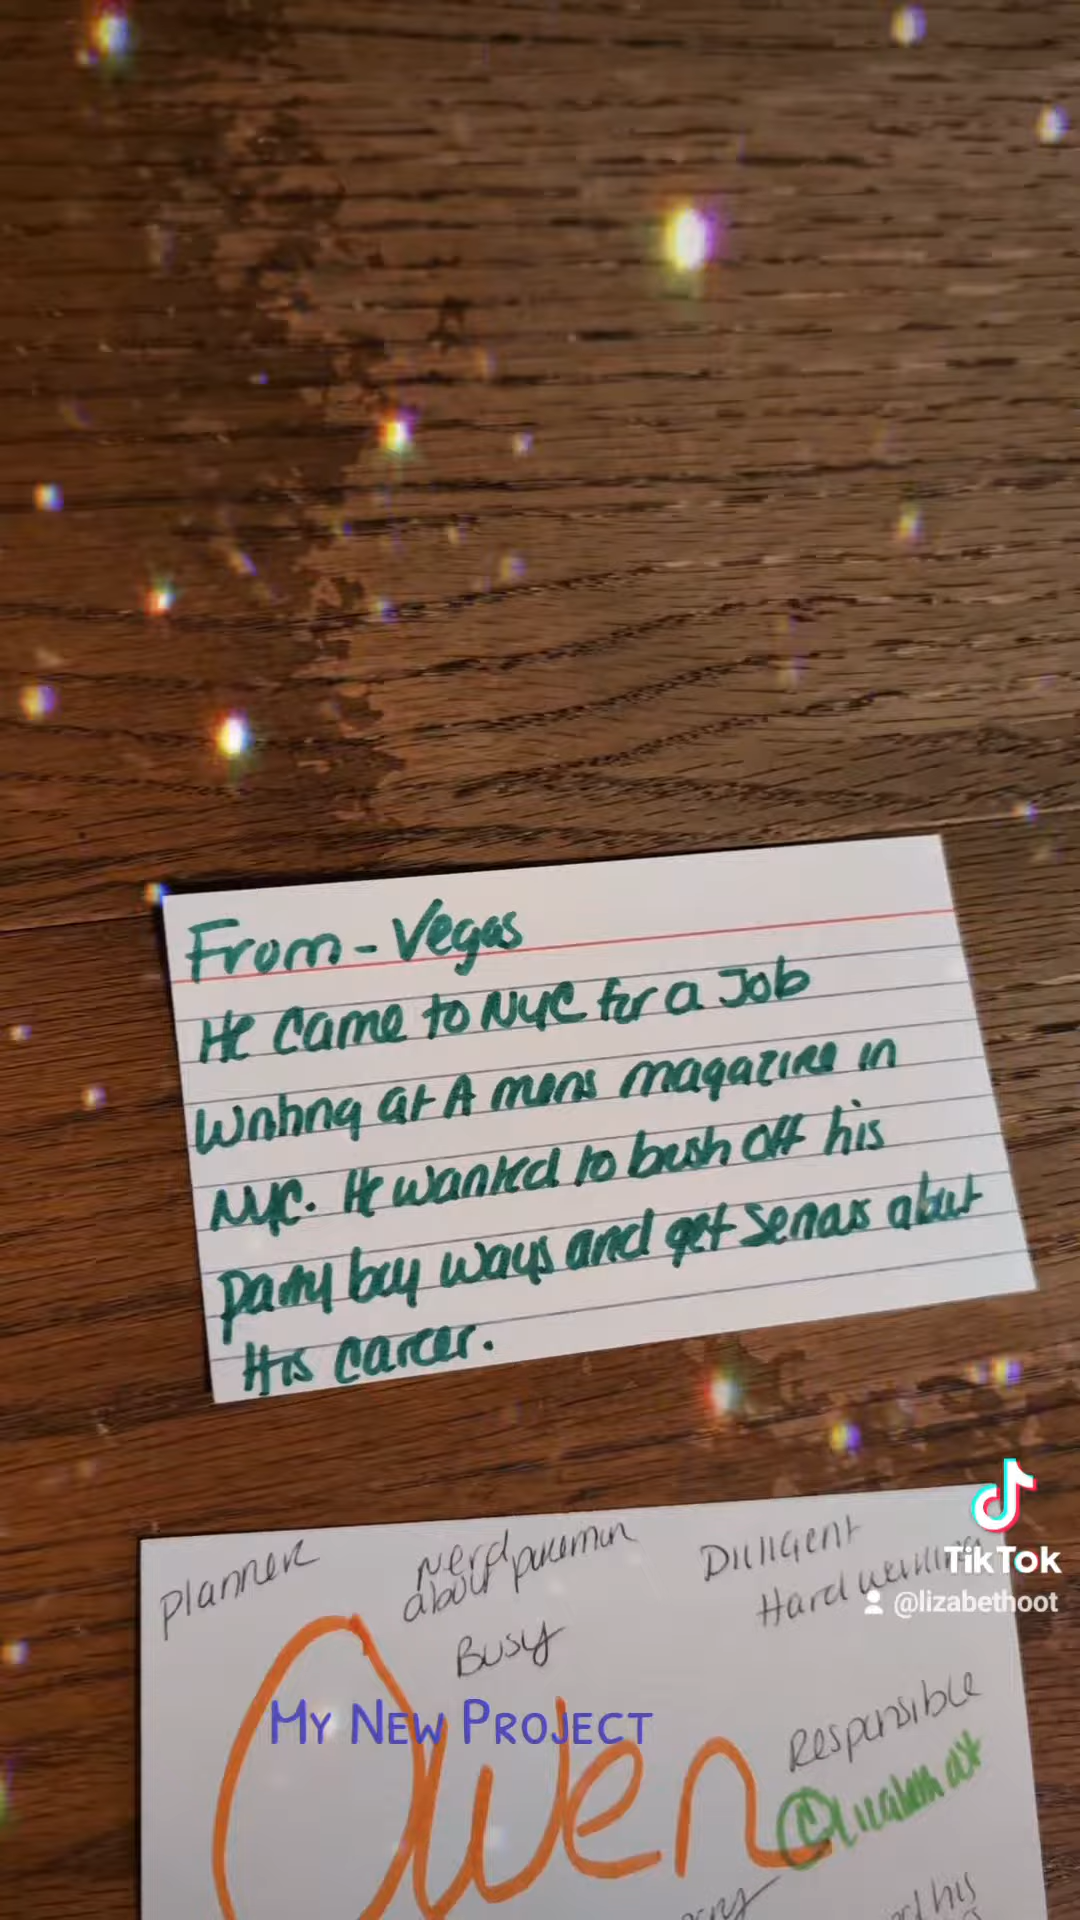 From - Vegas
He came to NYC for a Job
Writing at A mens magazine in
NYC. He wanted to bush off his
party boy ways and get serious about
His career.
TikTok
@lizabethoot
planner
Nerd
about pokemon
Diligent
Hard working
Busy
My New Project
Owen
Responsible
his